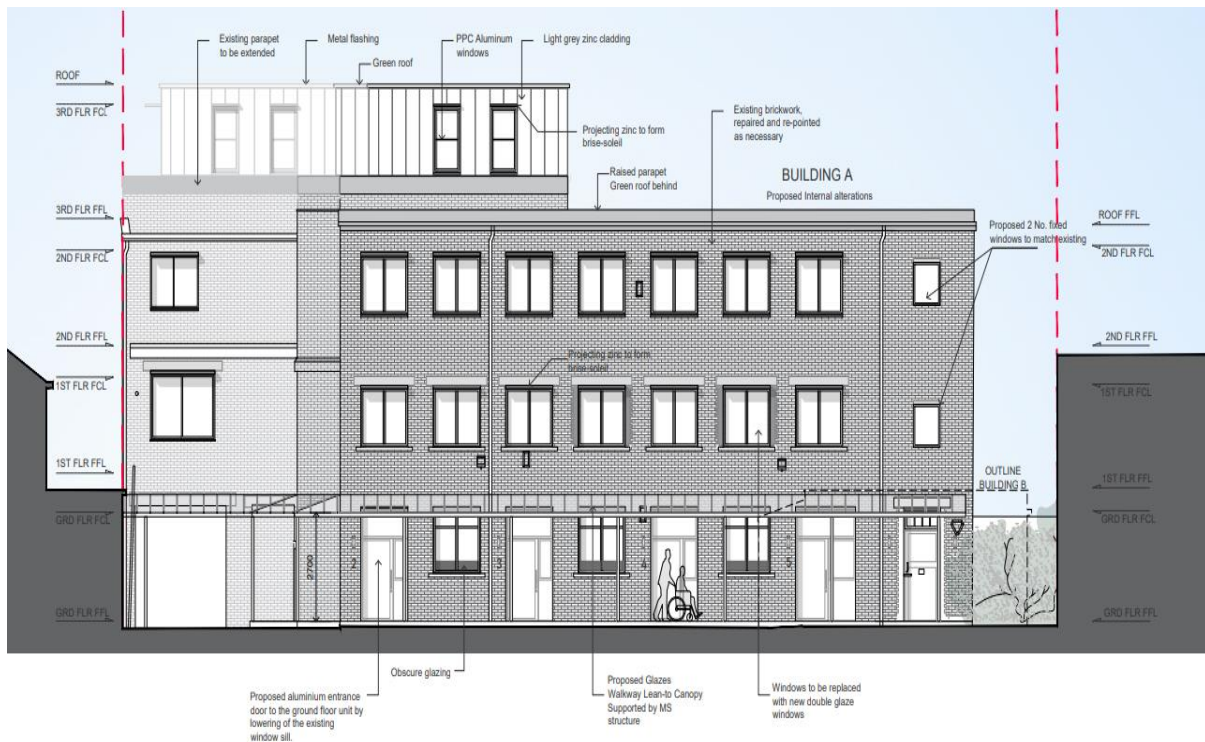 Existing parapet
to be extended
Metal flashing
Green roof
PPC Aluminum
windows
Light grey zinc cladding
ROOF
3RD FLR FCL
Projecting zinc to form
brise-soleil
Existing brickwork,
repaired and re-pointed
as necessary
Raised parapet
Green roof behind
BUILDING A
Proposed Internal alterations
3RD FLR FFL
2ND FLR FCL
Proposed 2 No. fixed
windows to match existing
ROOF FFL
2ND FLR FCL
2ND FLR FFL
1ST FLR FCL
Projecting zinc to form
brise-soleil
2ND FLR FFL
1ST FLR FCL
1ST FLR FFL
GRD FLR FCL
OUTLINE
BUILDING B
1ST FLR FFL
GRD FLR FCL
2700
2
3
4
5
GRD FLR FFL
GRD FLR FFL
Proposed aluminium entrance
door to the ground floor unit by
lowering of the existing
window sill.
Obscure glazing
Proposed Glazes
Walkway Lean-to Canopy
Supported by MS
structure
Windows to be replaced
with new double glaze
windows